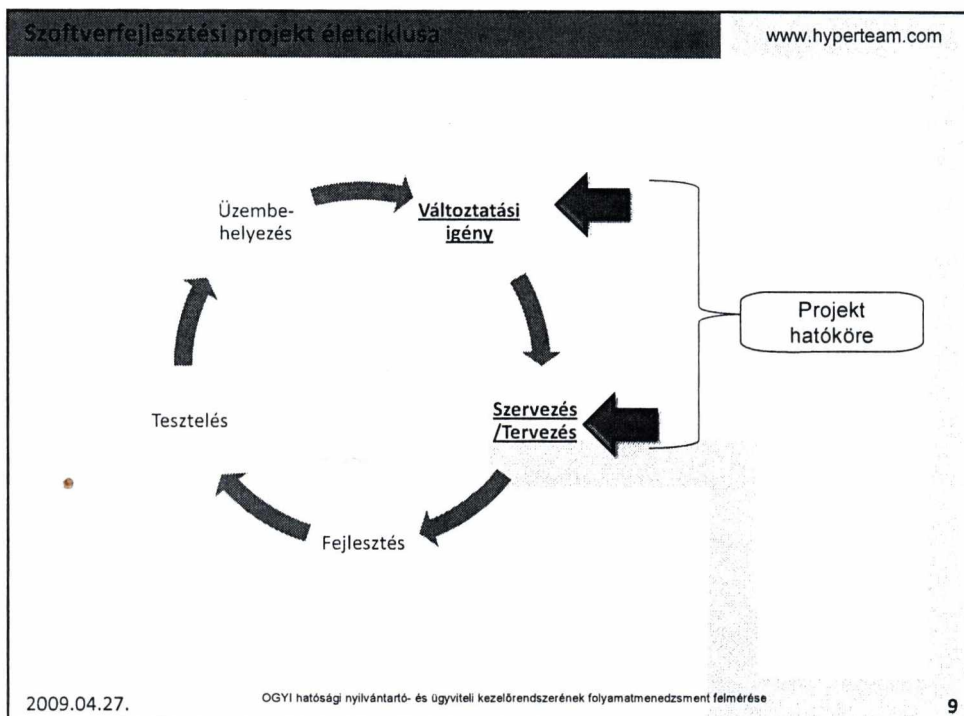 Szoftverfejlesztési projekt életciklusa
www.hyperteam.com
Üzembe-
helyezés
Változtatási
igény
Projekt
hatóköre
Szervezés
/Tervezés
Tesztelés
Fejlesztés
2009.04.27.
OGYI hatósági nyilvántartó- és ügyviteli kezelőrendszerének folyamatmenedzsment felmérése
9